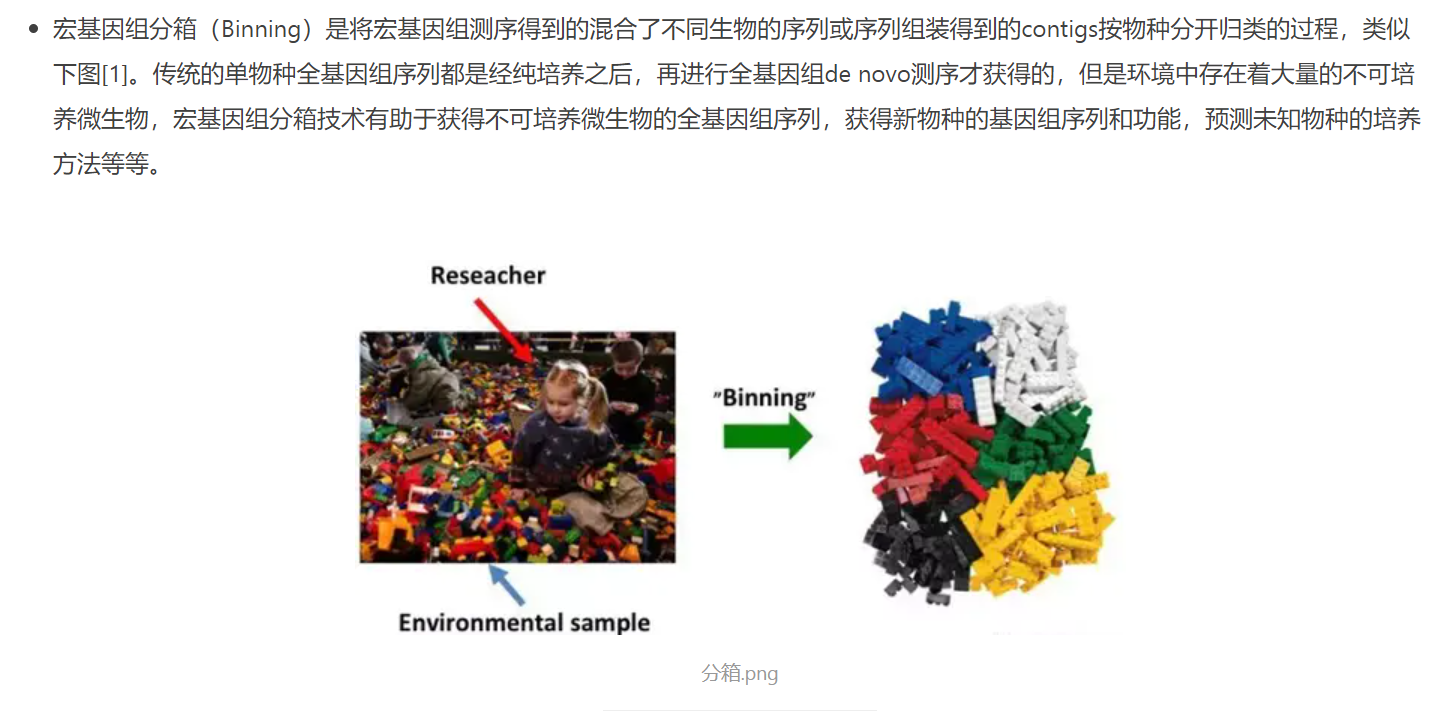 宏基因组分箱（Binning）是将宏基因组测序得到的混合了不同生物的序列或序列组装得到的contigs按物种分开归类的过程，类似
下图[1]。传统的单物种全基因组序列都是经纯培养之后，再进行全基因组de novo测序才获得的，但是环境中存在着大量的不可培
养微生物，宏基因组分箱技术有助于获得不可培养微生物的全基因组序列，获得新物种的基因组序列和功能，预测未知物种的培养
方法等等。
Reseacher
"Binning"
Environmental sample
分箱.png